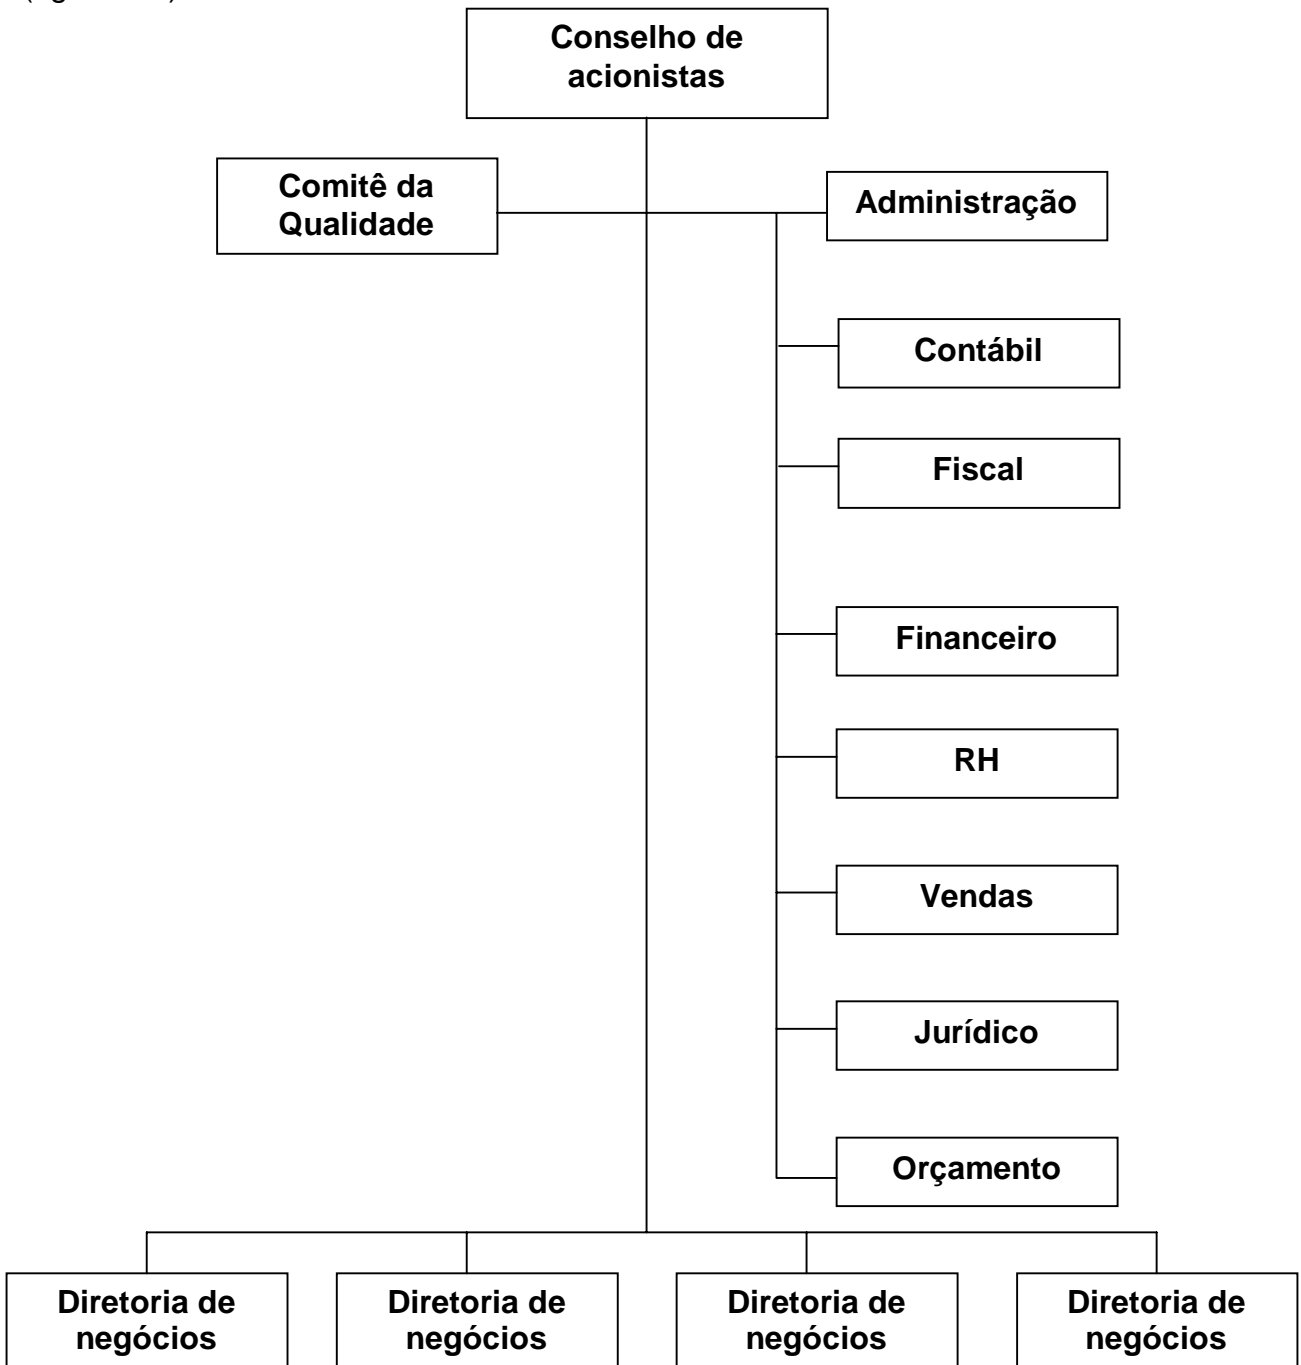 Conselho de
acionistas
Comitê da
Qualidade
Administração
Contábil
Fiscal
Financeiro
RH
Vendas
Jurídico
Orçamento
Diretoria de
negócios
Diretoria de
negócios
Diretoria de
negócios
Diretoria de
negócios